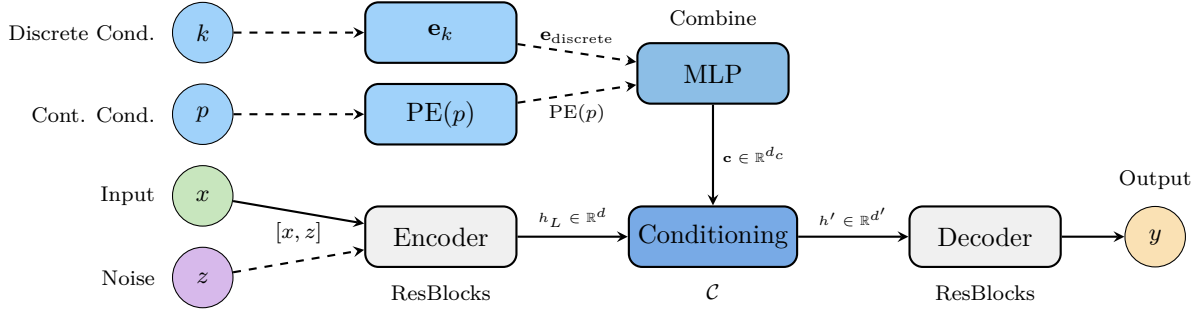 Combine
Discrete Cond.
k
𝐞ₖ
𝐞_discrete
MLP
Cont. Cond.
p
PE(p)
PE(p)
𝐜 ∈ ℝ^{d_c}
Input
x
Output
[x, z]
Encoder
h_L ∈ ℝ^d
Conditioning
h′ ∈ ℝ^{d′}
Decoder
y
Noise
z
ResBlocks
𝒞
ResBlocks